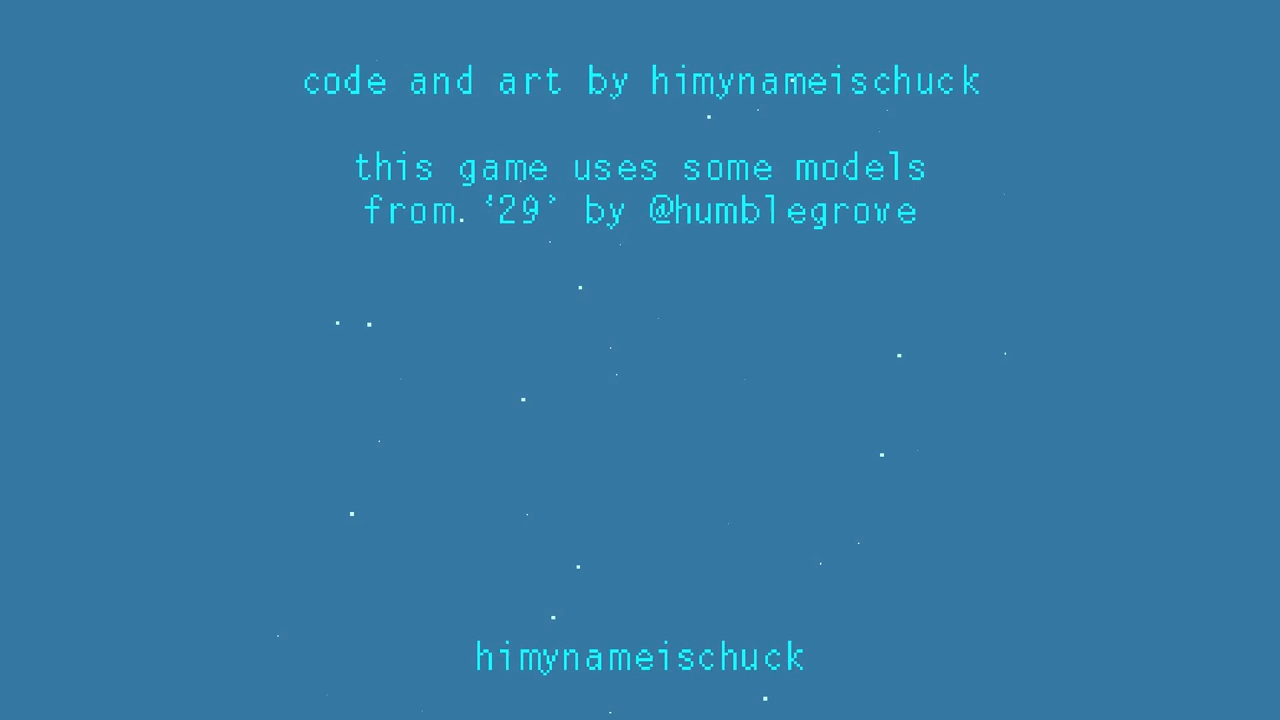 code and art by himynameischuck
this game uses some models
from '29' by @humblegrove
himynameischuck